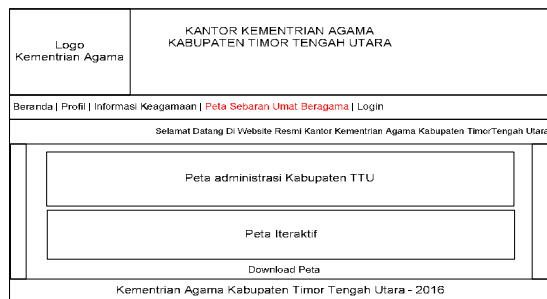 Logo
Kementrian Agama
KANTOR KEMENTRIAN AGAMA
KABUPATEN TIMOR TENGAH UTARA
Beranda | Profil | Informasi Keagamaan | Peta Sebaran Umat Beragama | Login
Selamat Datang Di Website Resmi Kantor Kementrian Agama Kabupaten TimorTengah Utara
Peta administrasi Kabupaten TTU
Peta Iteraktif
Download Peta
Kementrian Agama Kabupaten Timor Tengah Utara - 2016